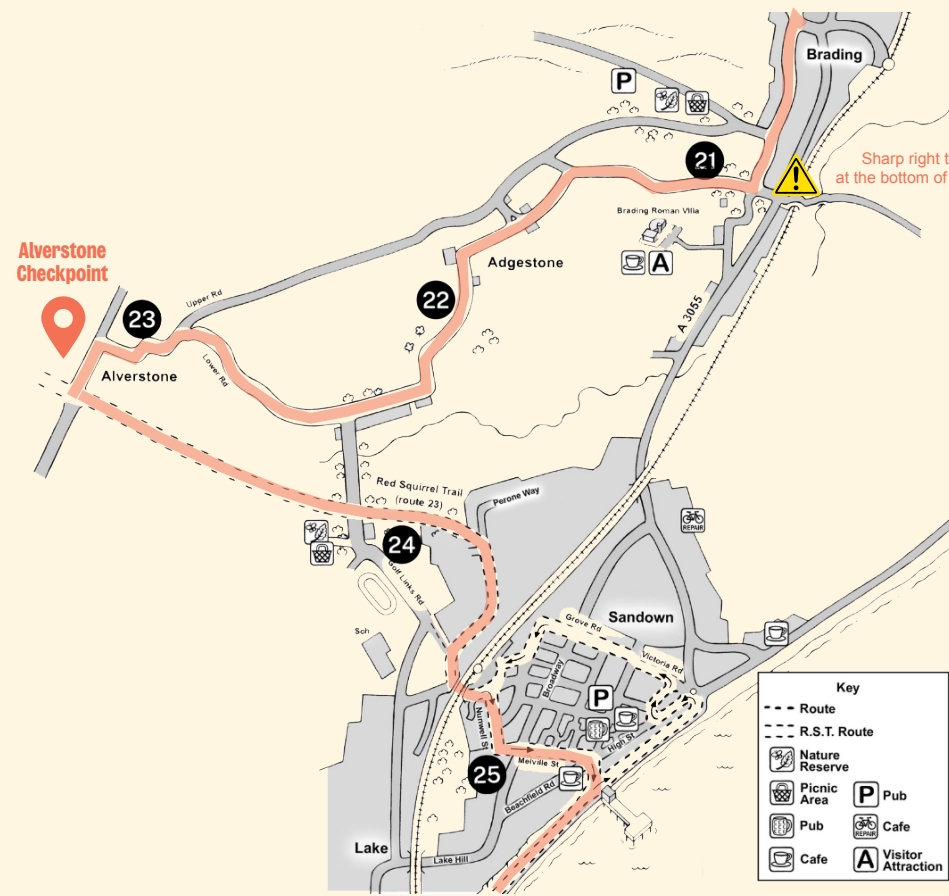 Brading
P
21
Sharp right t
at the bottom of
Brading Roman Villa
A
Adgestone
Alverstone
Checkpoint
22
Upper Rd
23
A 3055
Alverstone
Lower Rd
Red Squirrel Trail
(route 23)
Perone Way
REPAIR
24
Golf Links Rd
Sch
Sandown
Grove Rd
Victoria Rd
Broadway
P
Nunwell St
High St
Melville St
25
Beachfield Rd
Lake
Lake Hill
Key
Route
R.S.T. Route
Nature
Reserve
Picnic
Area
P Pub
Pub
REPAIR Cafe
Cafe
A Visitor
Attraction